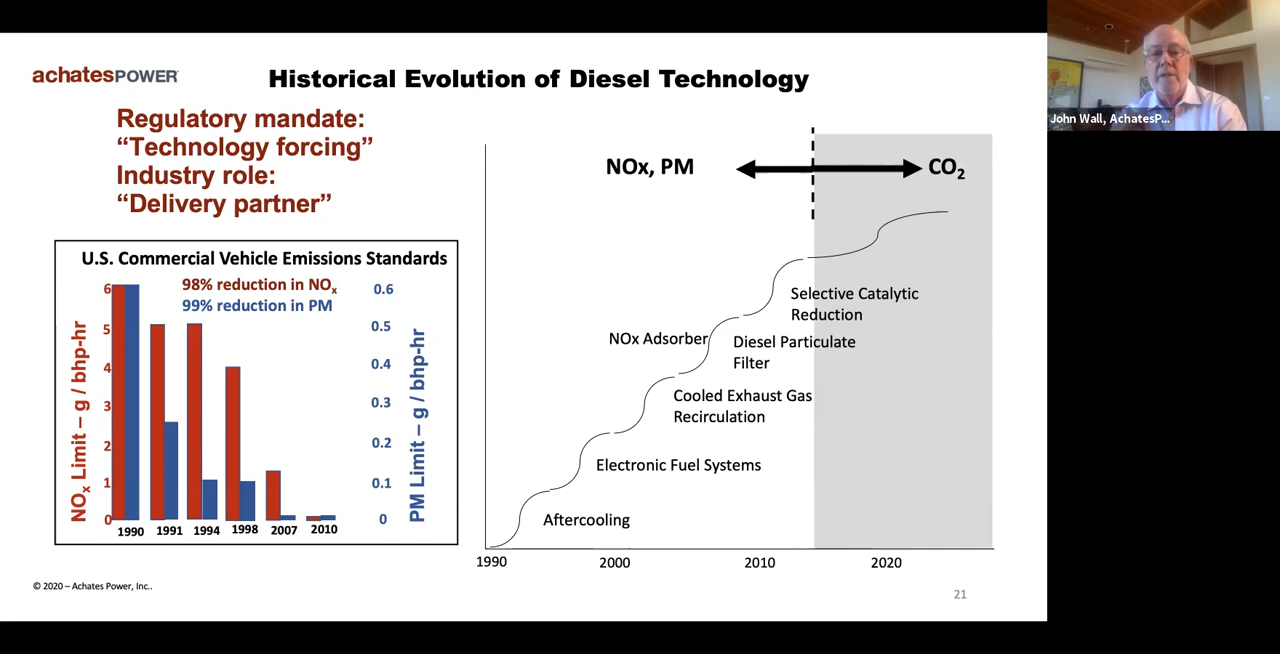 achatesPOWER
Historical Evolution of Diesel Technology
Regulatory mandate:
“Technology forcing”
Industry role:
“Delivery partner”
U.S. Commercial Vehicle Emissions Standards
98% reduction in NOx
99% reduction in PM
NOx Limit – g / bhp-hr
6
5
4
3
2
1
0
0.6
0.5
0.4
0.3
0.2
0.1
0
PM Limit – g / bhp-hr
1990 1991 1994 1998 2007 2010
NOx, PM
CO2
Selective Catalytic
Reduction
NOx Adsorber
Diesel Particulate
Filter
Cooled Exhaust Gas
Recirculation
Electronic Fuel Systems
Aftercooling
1990 2000 2010 2020
© 2020 – Achates Power, Inc..
21
John Wall, AchatesP...